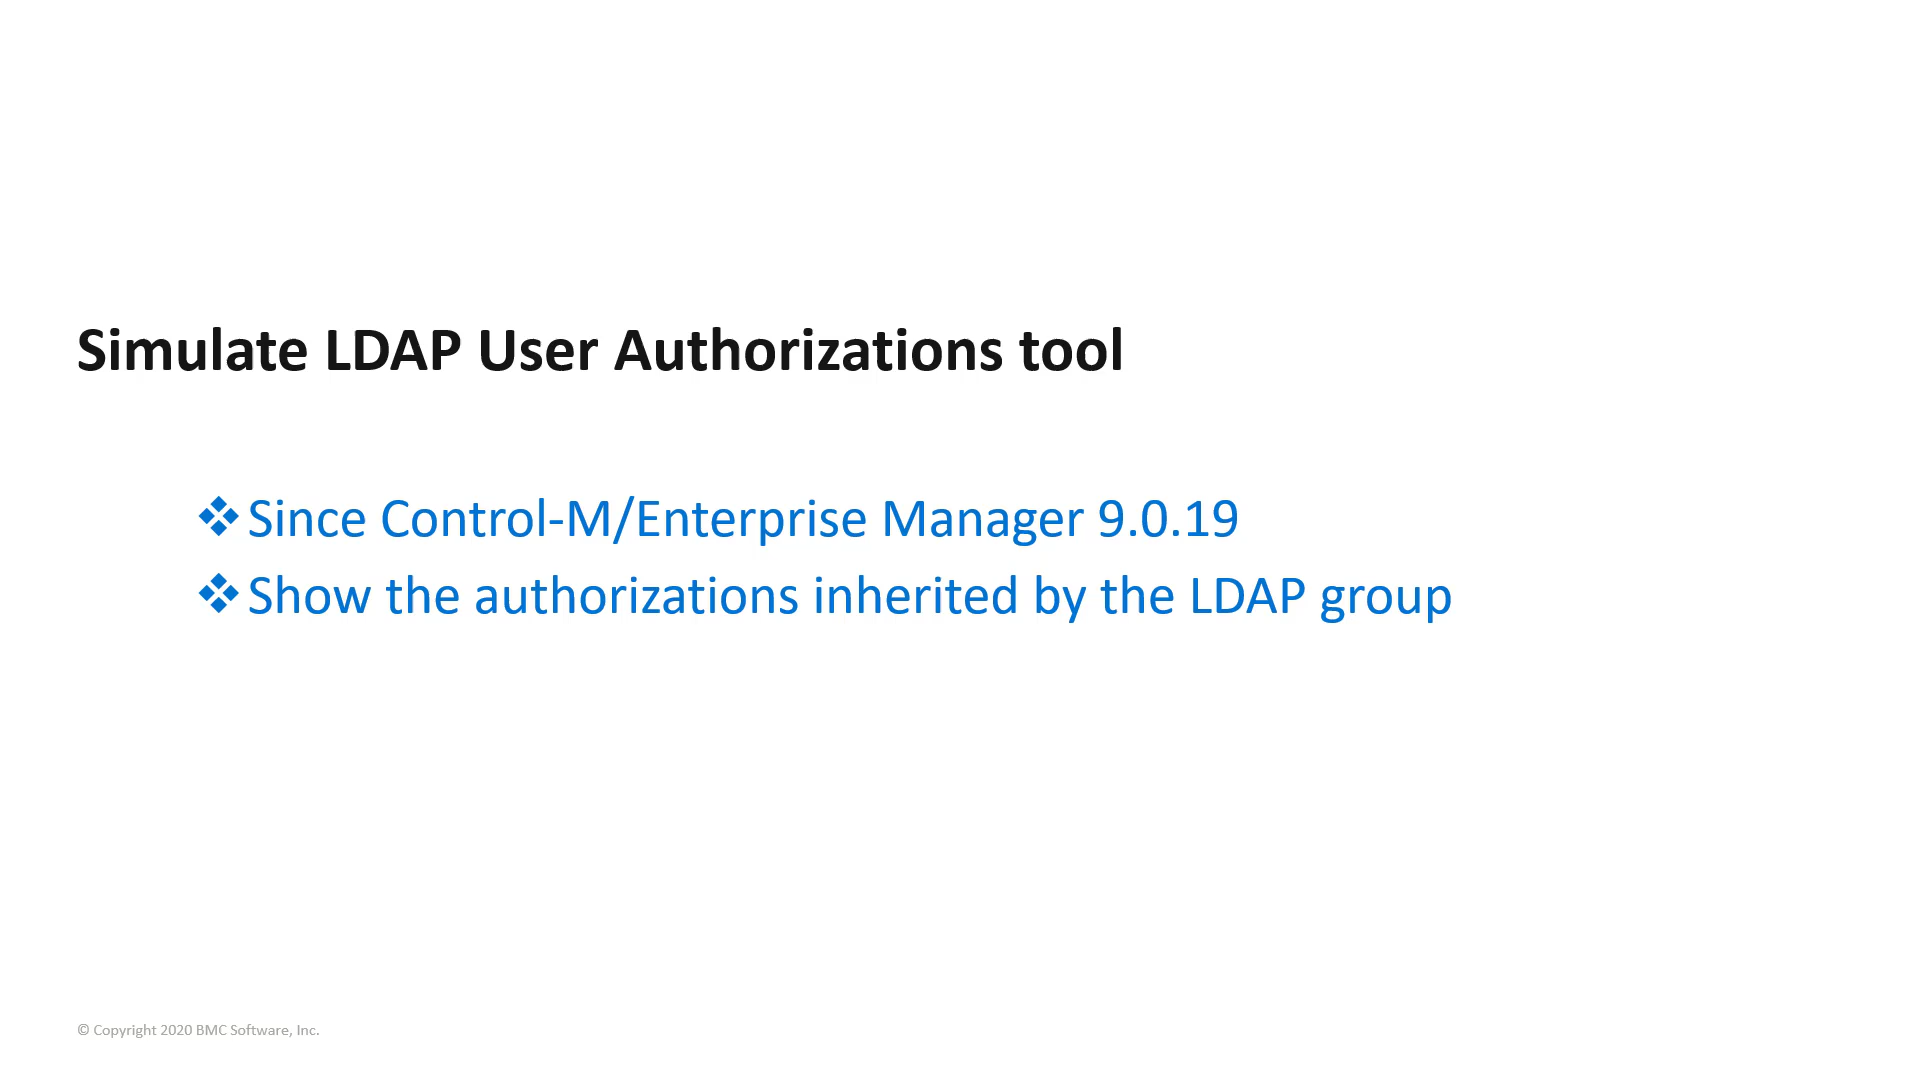 Simulate LDAP User Authorizations tool
❖Since Control-M/Enterprise Manager 9.0.19
❖Show the authorizations inherited by the LDAP group
© Copyright 2020 BMC Software, Inc.